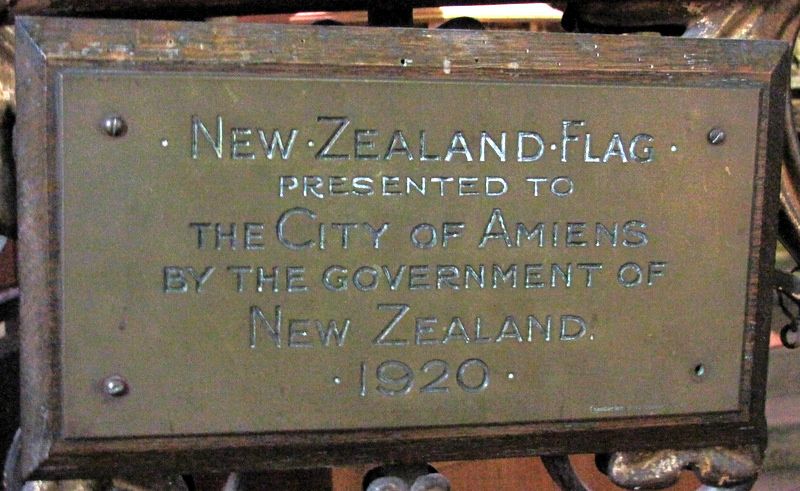 · NEW · ZEALAND · FLAG ·
PRESENTED TO
THE CITY OF AMIENS
BY THE GOVERNMENT OF
NEW ZEALAND.
· 1920 ·